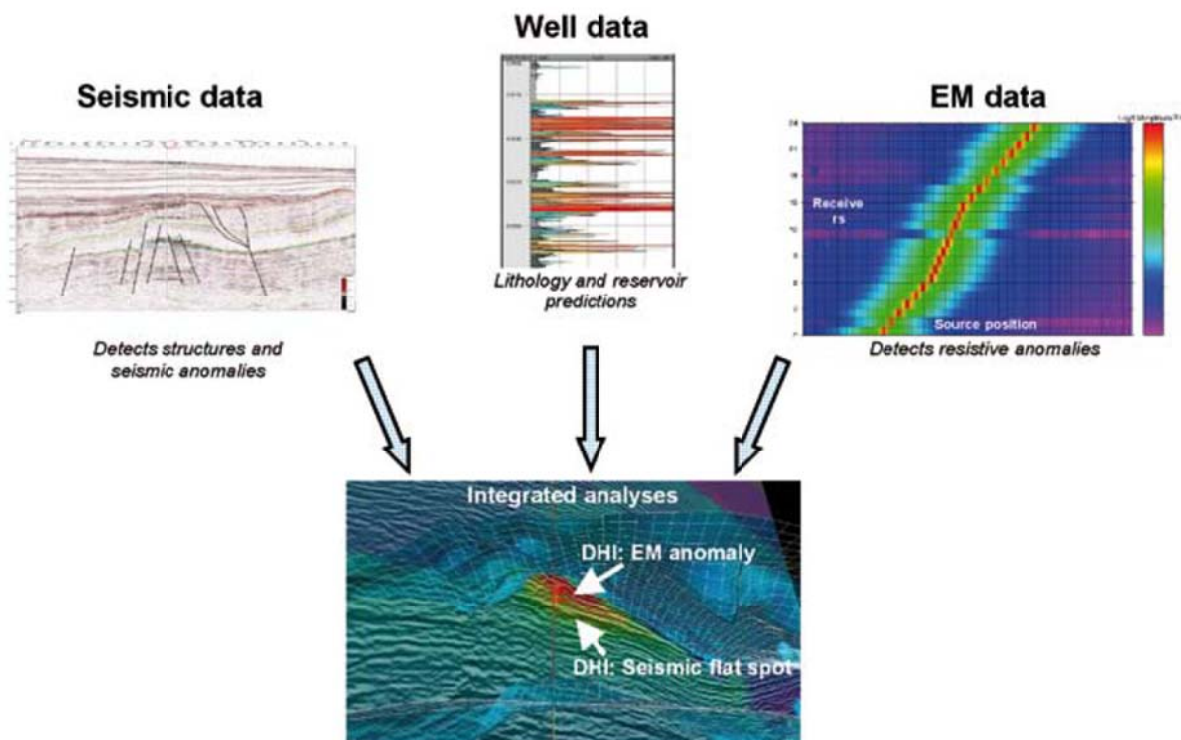 Well data
Seismic data
EM data
Receive
rs
Source position
Lithology and reservoir
predictions
Detects structures and
seismic anomalies
Detects resistive anomalies
Integrated analyses
DHI: EM anomaly
DHI: Seismic flat spot